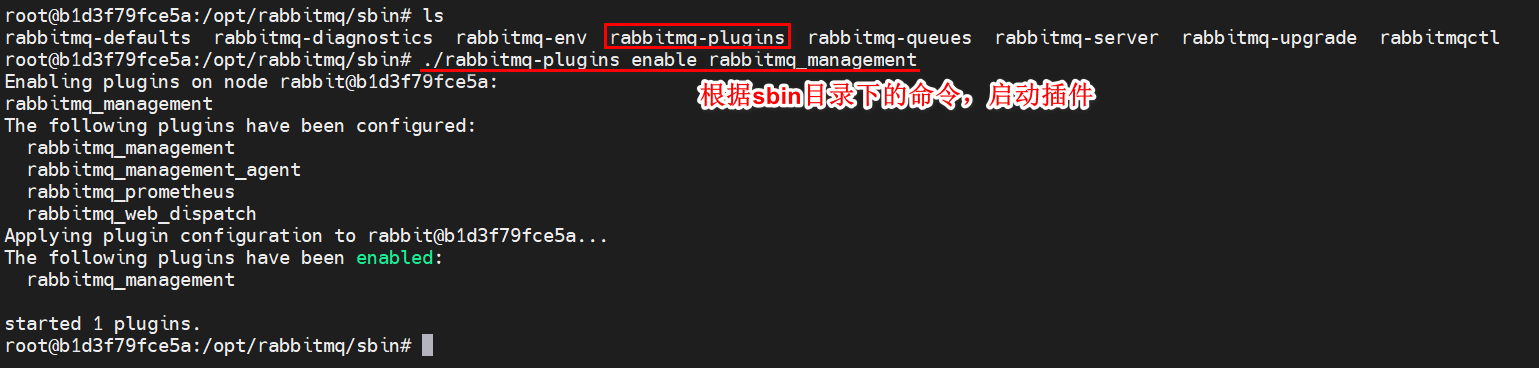 root@b1d3f79fce5a:/opt/rabbitmq/sbin# ls
rabbitmq-defaults  rabbitmq-diagnostics  rabbitmq-env  rabbitmq-plugins  rabbitmq-queues  rabbitmq-server  rabbitmq-upgrade  rabbitmqctl
root@b1d3f79fce5a:/opt/rabbitmq/sbin# ./rabbitmq-plugins enable rabbitmq_management
Enabling plugins on node rabbit@b1d3f79fce5a:
根据sbin目录下的命令，启动插件
rabbitmq_management
The following plugins have been configured:
  rabbitmq_management
  rabbitmq_management_agent
  rabbitmq_prometheus
  rabbitmq_web_dispatch
Applying plugin configuration to rabbit@b1d3f79fce5a...
The following plugins have been enabled:
  rabbitmq_management

started 1 plugins.
root@b1d3f79fce5a:/opt/rabbitmq/sbin#